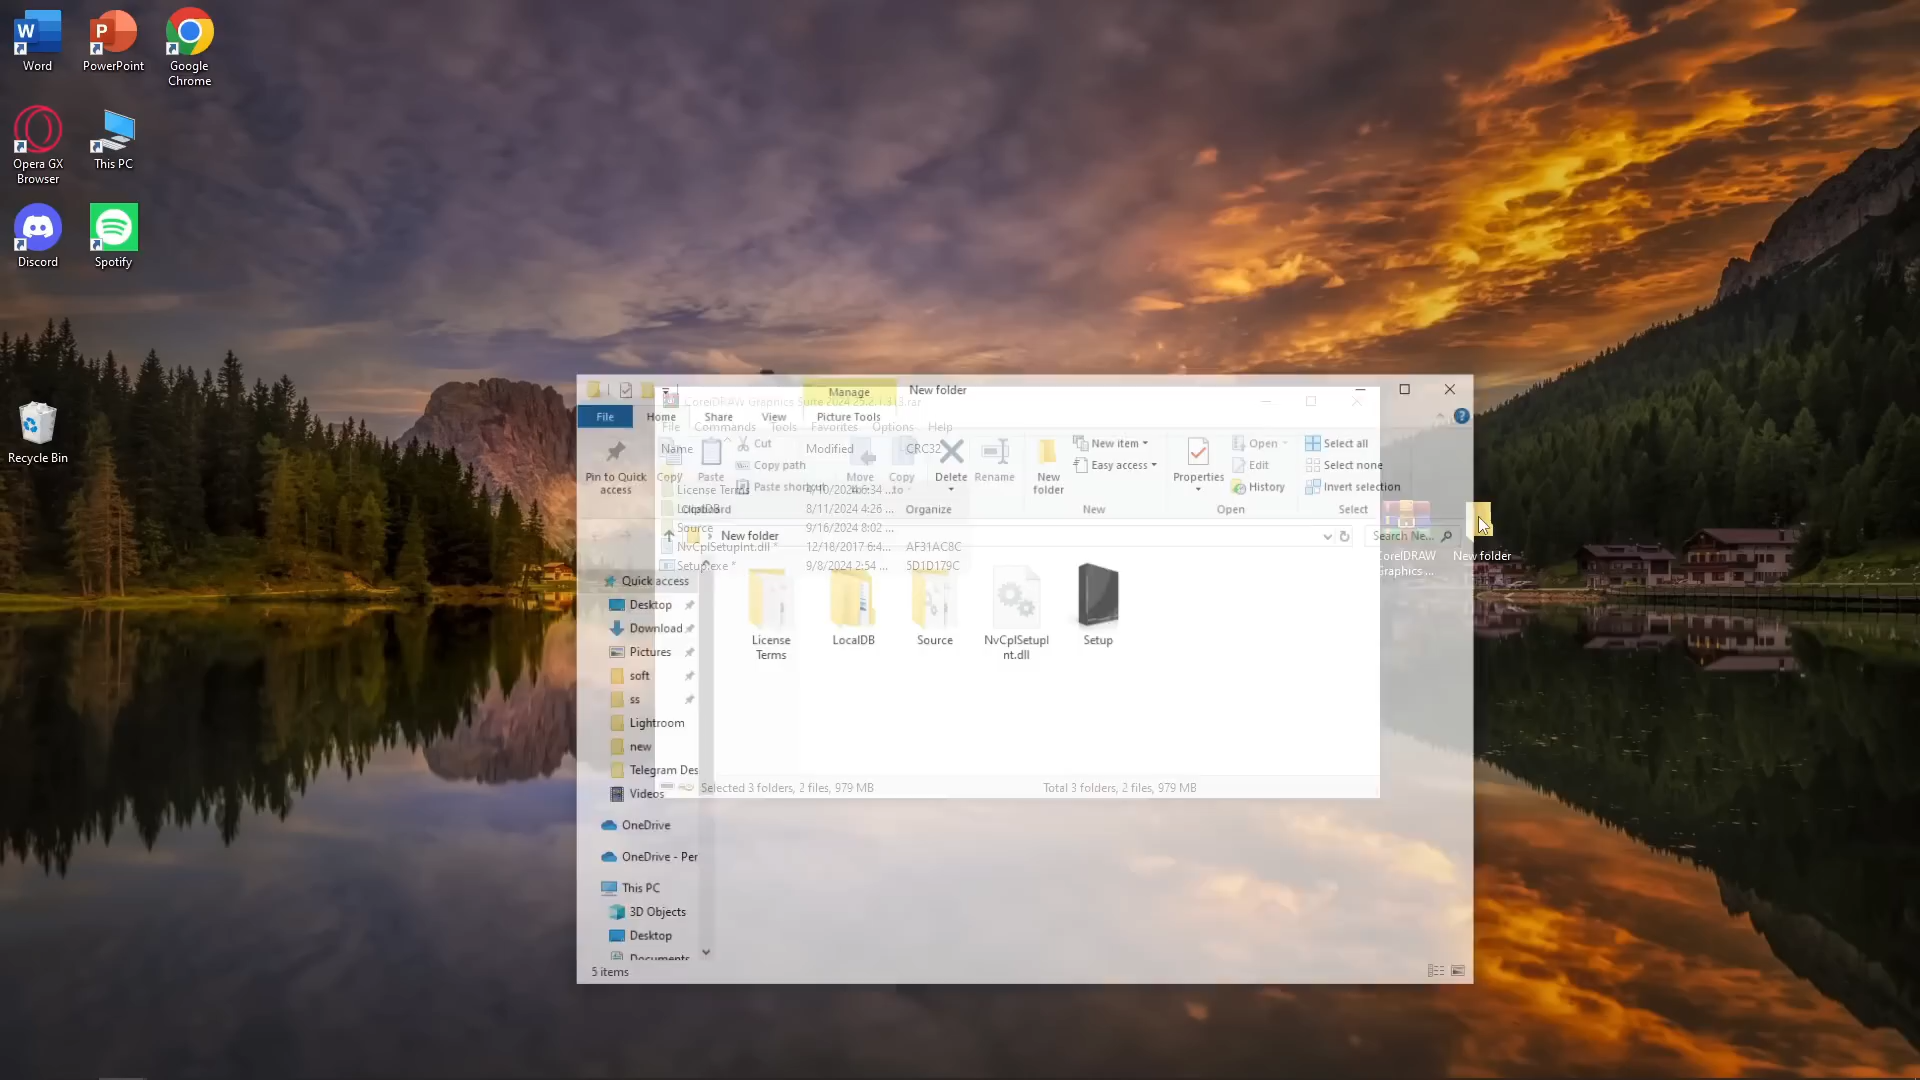 Word
PowerPoint
Google
Chrome
Opera GX
Browser
This PC
Discord
Spotify
Recycle Bin
Manage
New folder
CorelDRAW Graphics Suite 2024 25.2.1.313.rar
File
Home
Share
View
Picture Tools
File
Commands
Tools
Favorites
Options
Help
Name
Modified
CRC32
Pin to Quick
access
Copy
Paste
Cut
Copy path
Paste shortcut
Clipboard
Move
to
Copy
to
Delete
Rename
Organize
New
folder
New item
Easy access
New
Properties
Open
Edit
History
Open
Select all
Select none
Invert selection
Select
License Terms
4/10/2024 6:34 ...
LocalDB
8/11/2024 4:26 ...
Source
9/16/2024 8:02 ...
NvCplSetupInt.dll *
12/18/2017 6:4...
AF31AC8C
Setup.exe *
9/8/2024 2:54 ...
5D1D179C
New folder
Search Ne...
CorelDRAW
Graphics ...
New folder
Quick access
Desktop
Download
Pictures
soft
ss
Lightroom
new
Telegram Des
Videos
OneDrive
OneDrive - Per
This PC
3D Objects
Desktop
Documents
License
Terms
LocalDB
Source
NvCplSetupI
nt.dll
Setup
Selected 3 folders, 2 files, 979 MB
Total 3 folders, 2 files, 979 MB
5 items